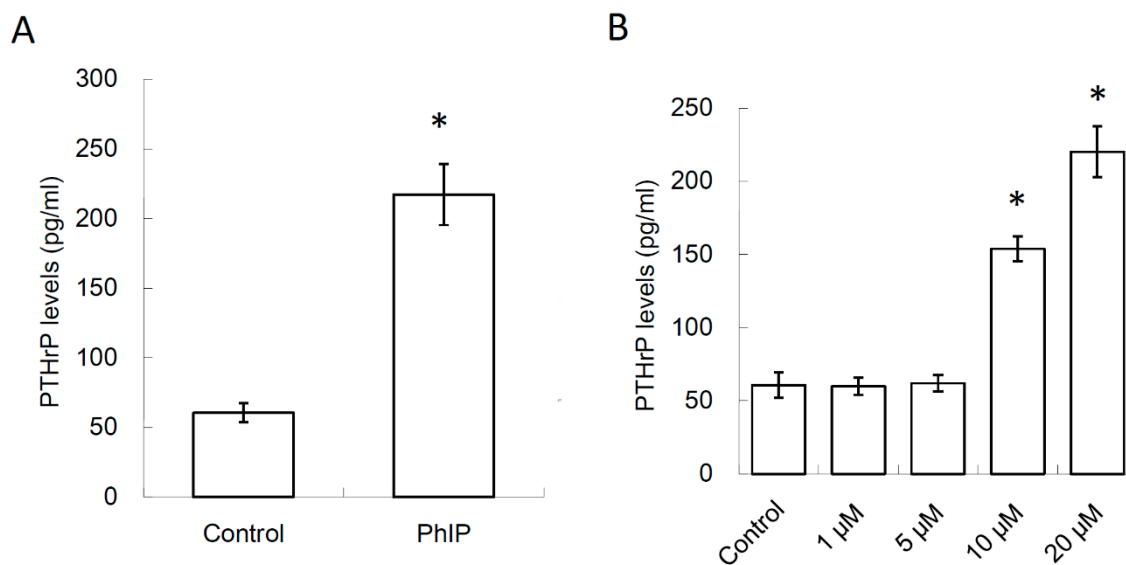 A
PTHrP levels (pg/ml)
300
250
200
150
100
50
0
*
Control
PhIP
B
PTHrP levels (pg/ml)
250
200
150
100
50
0
*
*
Control
1 µM
5 µM
10 µM
20 µM